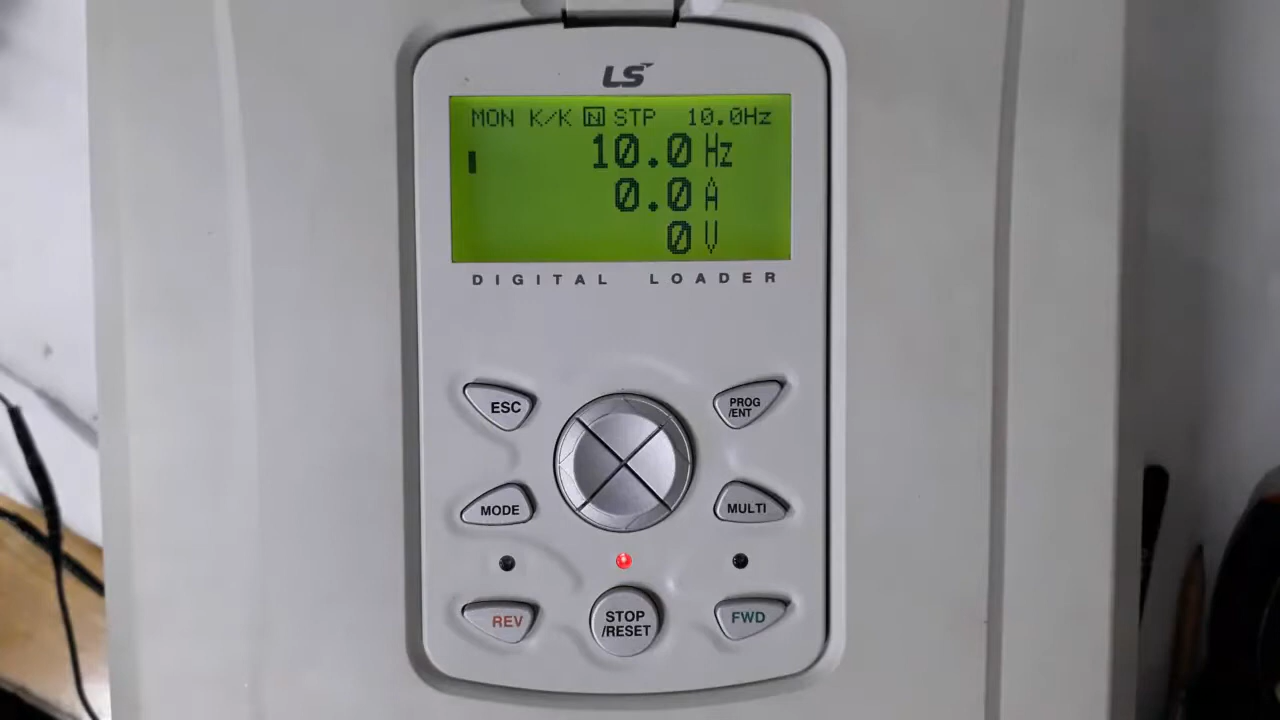 LS
MON K/K N STP 10.0Hz
10.0 Hz
0.0 A
0 V
DIGITAL LOADER
ESC
PROG
/ENT
MODE
MULTI
REV
STOP
/RESET
FWD